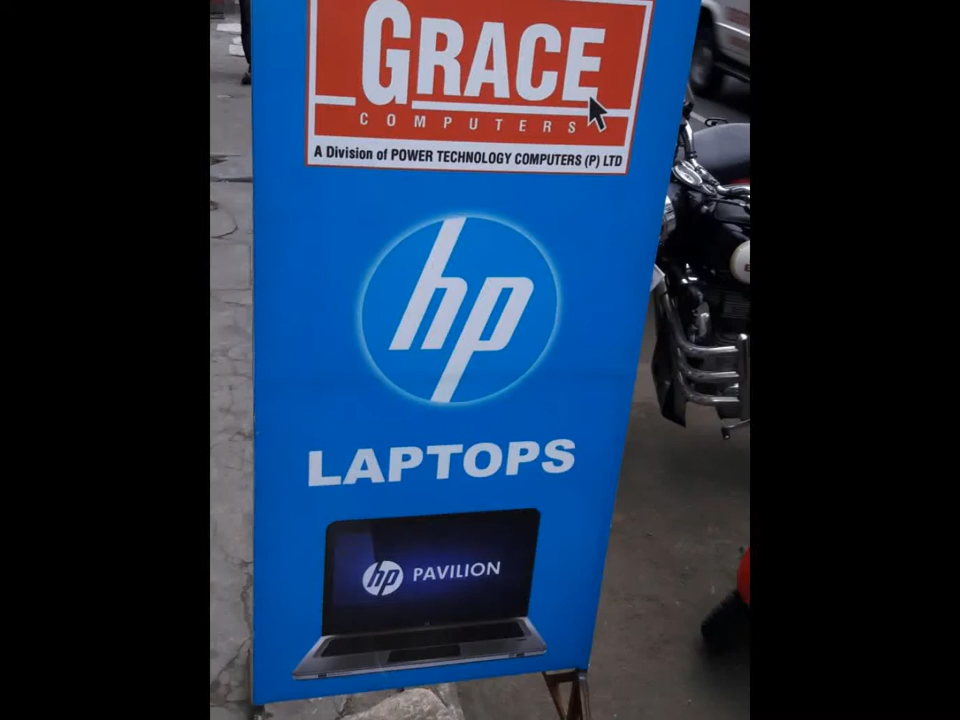 GRACE
COMPUTERS
A Division of POWER TECHNOLOGY COMPUTERS (P) LTD
hp
LAPTOPS
hp PAVILION